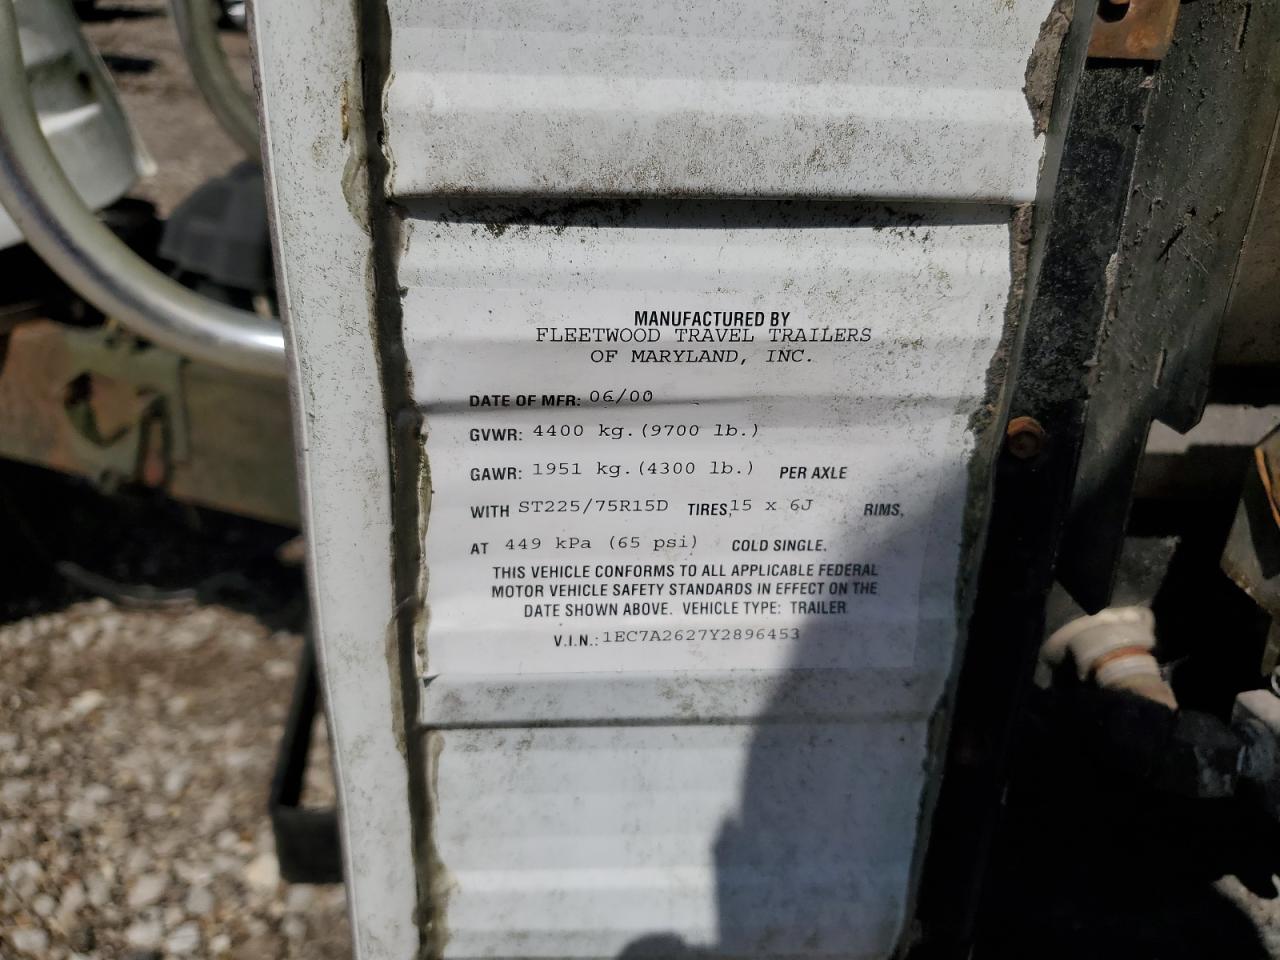 MANUFACTURED BY
FLEETWOOD TRAVEL TRAILERS
OF MARYLAND, INC.
DATE OF MFR: 06/00
GVWR: 4400 kg.(9700 lb.)
GAWR: 1951 kg.(4300 lb.) PER AXLE
WITH ST225/75R15D TIRES,15 x 6J RIMS,
AT 449 kPa (65 psi) COLD SINGLE.
THIS VEHICLE CONFORMS TO ALL APPLICABLE FEDERAL
MOTOR VEHICLE SAFETY STANDARDS IN EFFECT ON THE
DATE SHOWN ABOVE. VEHICLE TYPE: TRAILER
V.I.N.: 1EC7A2627Y2896453